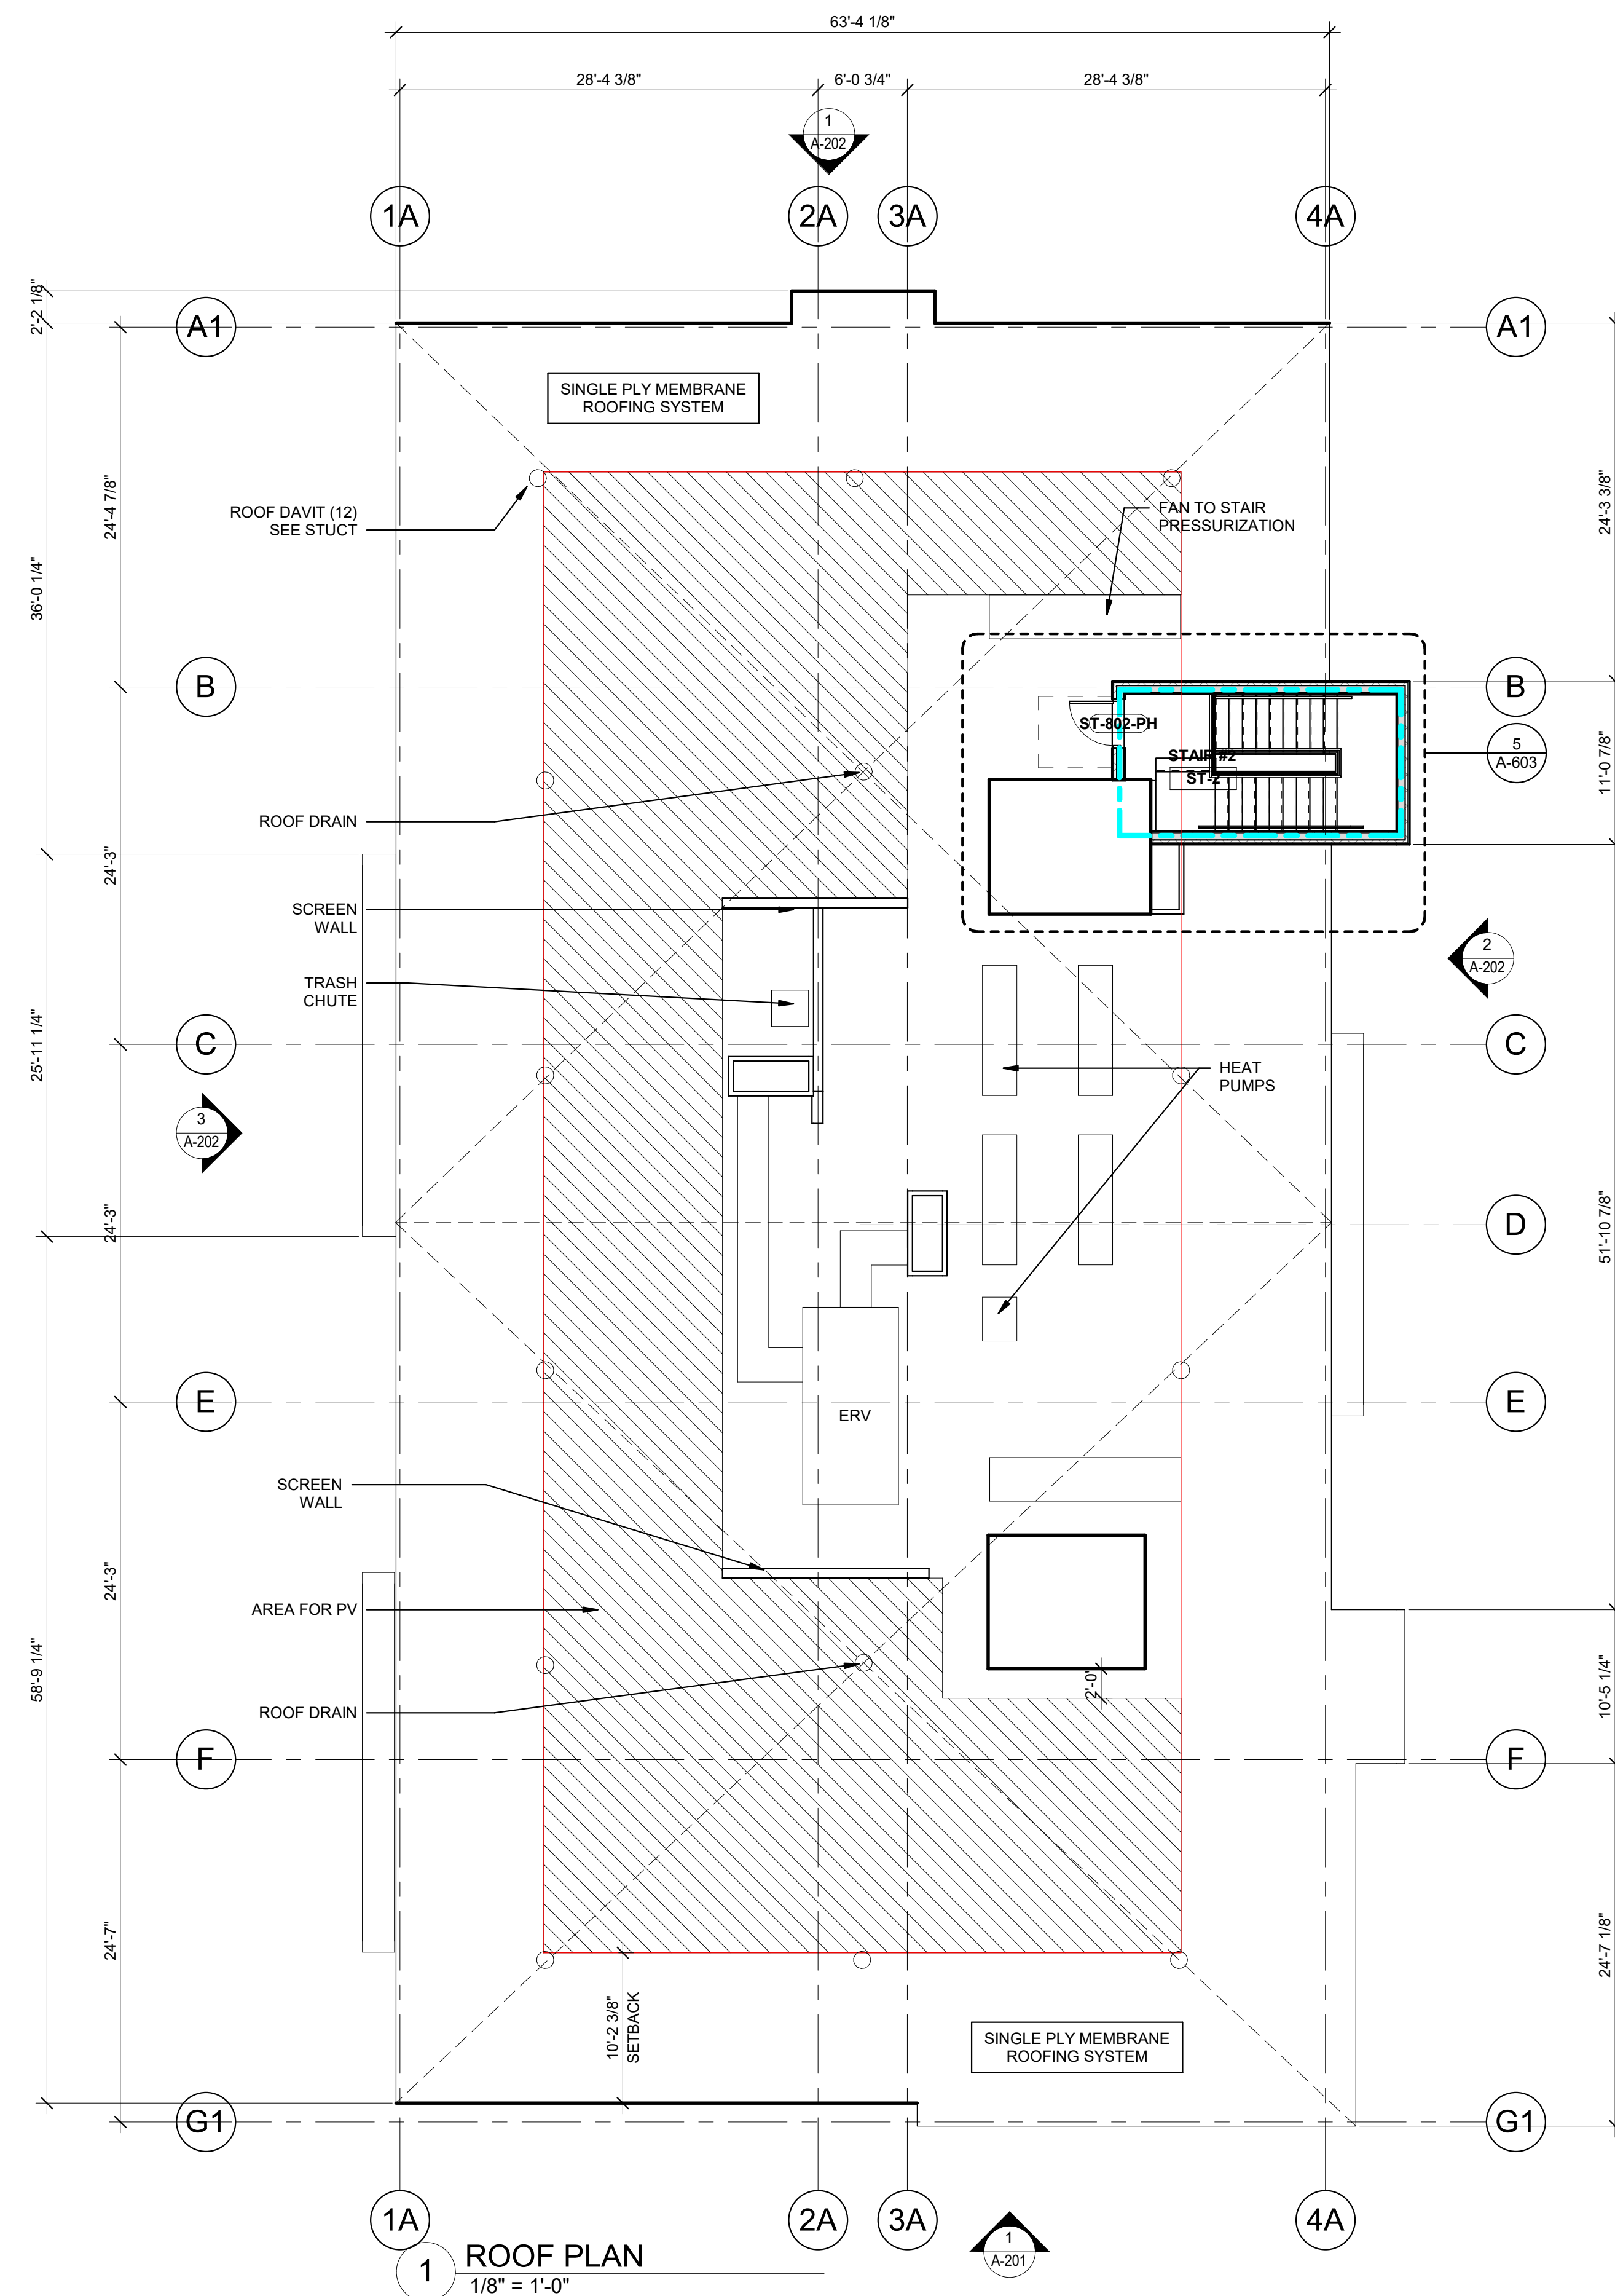 63'-4 1/8"
28'-4 3/8"
6'-0 3/4"
28'-4 3/8"
1
A-202
1A
2A
3A
4A
2'-2 1/8"
A1
A1
SINGLE PLY MEMBRANE
ROOFING SYSTEM
24'-4 7/8"
36'-0 1/4"
ROOF DAVIT (12)
SEE STUCT
FAN TO STAIR
PRESSURIZATION
24'-3 3/8"
B
B
ST-802-PH
STAIR #2
ST-2
5
A-603
11'-0 7/8"
ROOF DRAIN
24'-3"
SCREEN
WALL
2
A-202
TRASH
CHUTE
25'-11 1/4"
C
C
HEAT
PUMPS
3
A-202
24'-3"
D
51'-10 7/8"
E
E
ERV
SCREEN
WALL
24'-3"
AREA FOR PV
58'-9 1/4"
2'-0"
10'-5 1/4"
ROOF DRAIN
F
F
24'-7"
24'-7 1/8"
10'-2 3/8"
SETBACK
SINGLE PLY MEMBRANE
ROOFING SYSTEM
G1
G1
1A
2A
3A
4A
1
A-201
1
ROOF PLAN
1/8" = 1'-0"